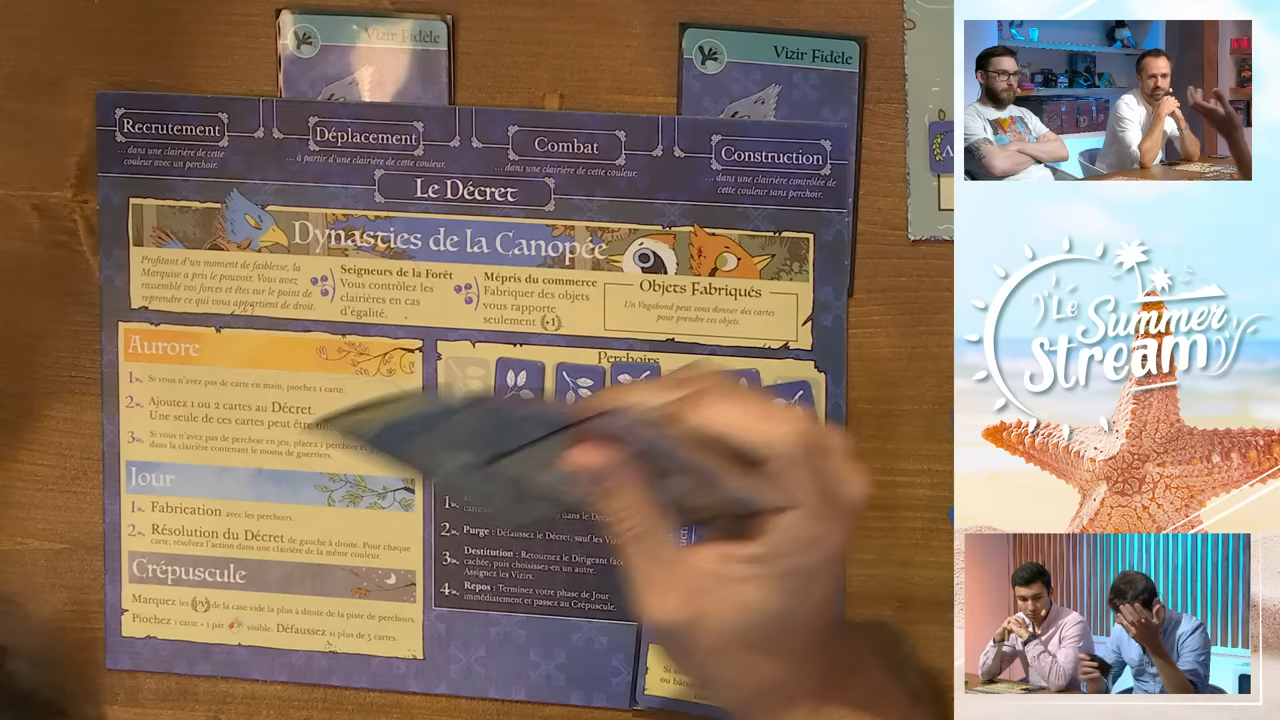 Vizir Fidèle
Vizir Fidèle
Recrutement
... dans une clairière de cette
couleur avec un perchoir.
Déplacement
... à partir d'une clairière de cette couleur.
Combat
... dans une clairière de cette couleur.
Construction
... dans une clairière contrôlée de
cette couleur sans perchoir.
Le Décret
Dynasties de la Canopée
Profitant d'un moment de faiblesse, la
Marquise a pris le pouvoir. Vous avez
rassemblé vos forces et êtes sur le point de
reprendre ce qui vous appartient de droit.
Seigneurs de la Forêt
Vous contrôlez les
clairières en cas
d'égalité.
Mépris du commerce
Fabriquer des objets
vous rapporte
seulement +1.
Objets Fabriqués
Un Vagabond peut vous donner des cartes
pour prendre ces objets.
Aurore
1 Si vous n'avez pas de carte en main, piochez 1 carte.
2 Ajoutez 1 ou 2 cartes au Décret.
Une seule de ces cartes peut être
3 Si vous n'avez pas de perchoir en jeu, placez 1 perchoir
dans la clairière contenant le moins de guerriers.
Jour
1 Fabrication avec les perchoirs.
2 Résolution du Décret de gauche à droite. Pour chaque
carte, résolvez l'action dans une clairière de la même couleur.
Crépuscule
Marquez les de la case vide la plus à droite de la piste de perchoirs.
Piochez 1 carte + 1 par visible. Défaussez si plus de 5 cartes.
Perchoirs
1
dans le
2 Purge : Défaussez le Décret, sauf les
3 Destitution : Retournez le Dirigeant face
cachée, puis choisissez-en un autre.
Assignez les Vizirs.
4 Repos : Terminez votre phase de Jour
immédiatement et passez au Crépuscule.
Le Summer
Stream